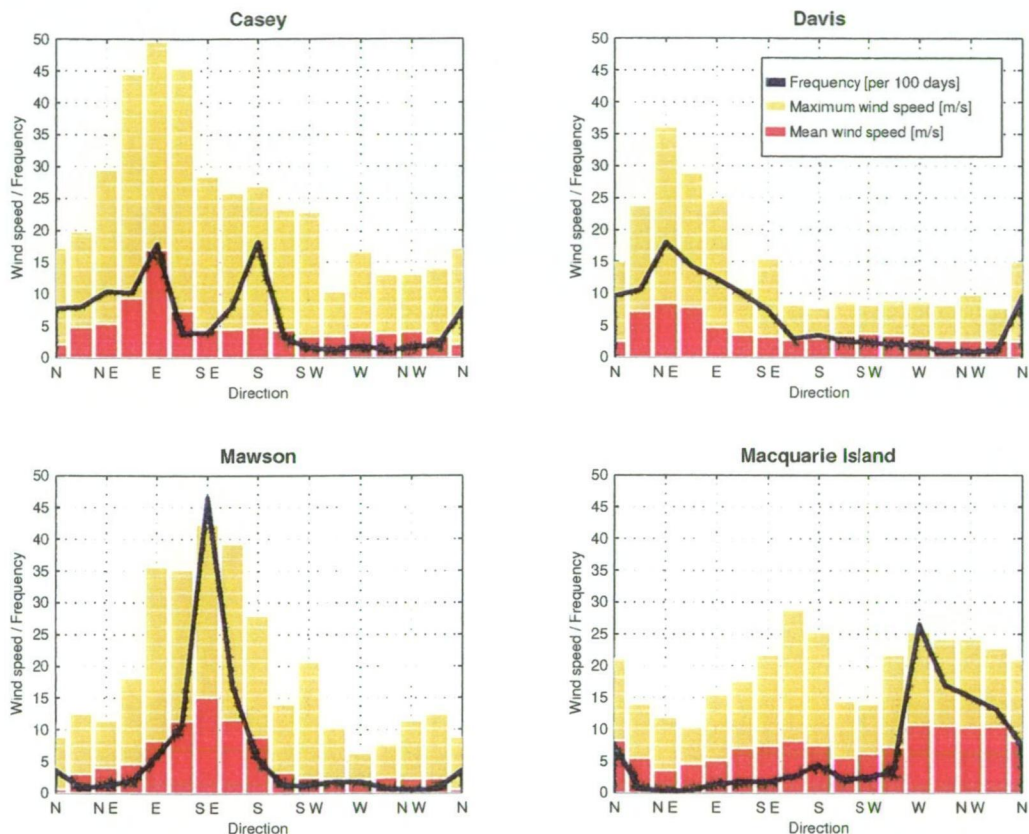 Casey
50
45
40
35
30
25
20
15
10
5
0
Wind speed / Frequency
N NE E SE S SW W NW N
Direction
Davis
50
45
40
35
30
25
20
15
10
5
0
Wind speed / Frequency
Frequency [per 100 days]
Maximum wind speed [m/s]
Mean wind speed [m/s]
N NE E SE S SW W NW N
Direction
Mawson
50
45
40
35
30
25
20
15
10
5
0
Wind speed / Frequency
N NE E SE S SW W NW N
Direction
Macquarie Island
50
45
40
35
30
25
20
15
10
5
0
Wind speed / Frequency
N NE E SE S SW W NW N
Direction